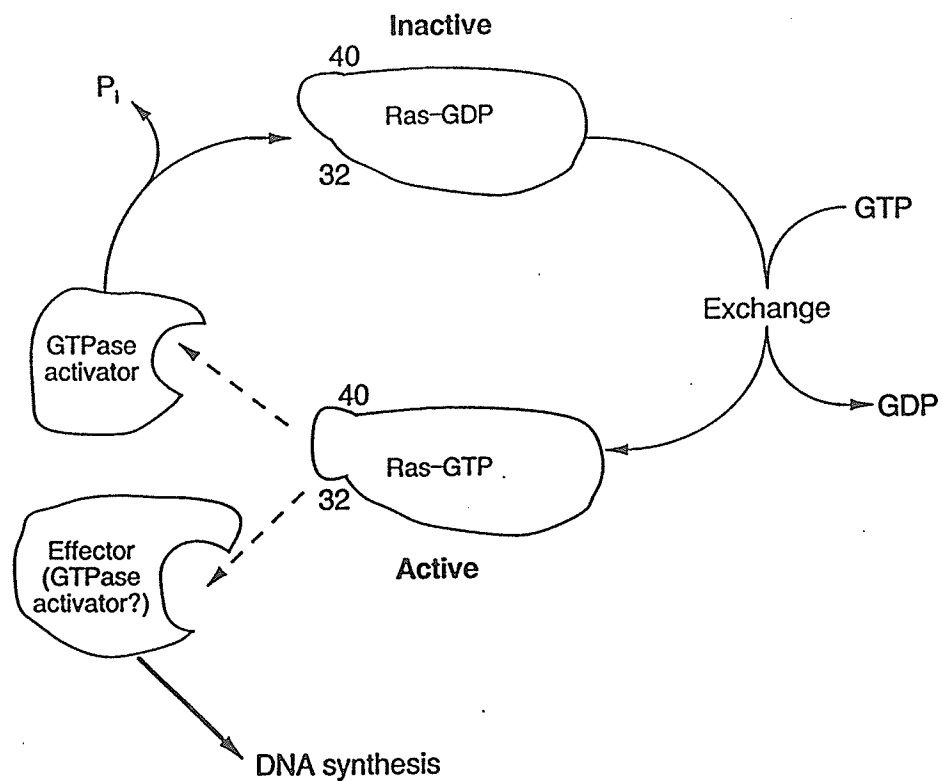 Inactive
40
Pi
Ras–GDP
32
GTP
Exchange
GTPase
activator
40
GDP
Ras–GTP
32
Effector
(GTPase
activator?)
Active
DNA synthesis